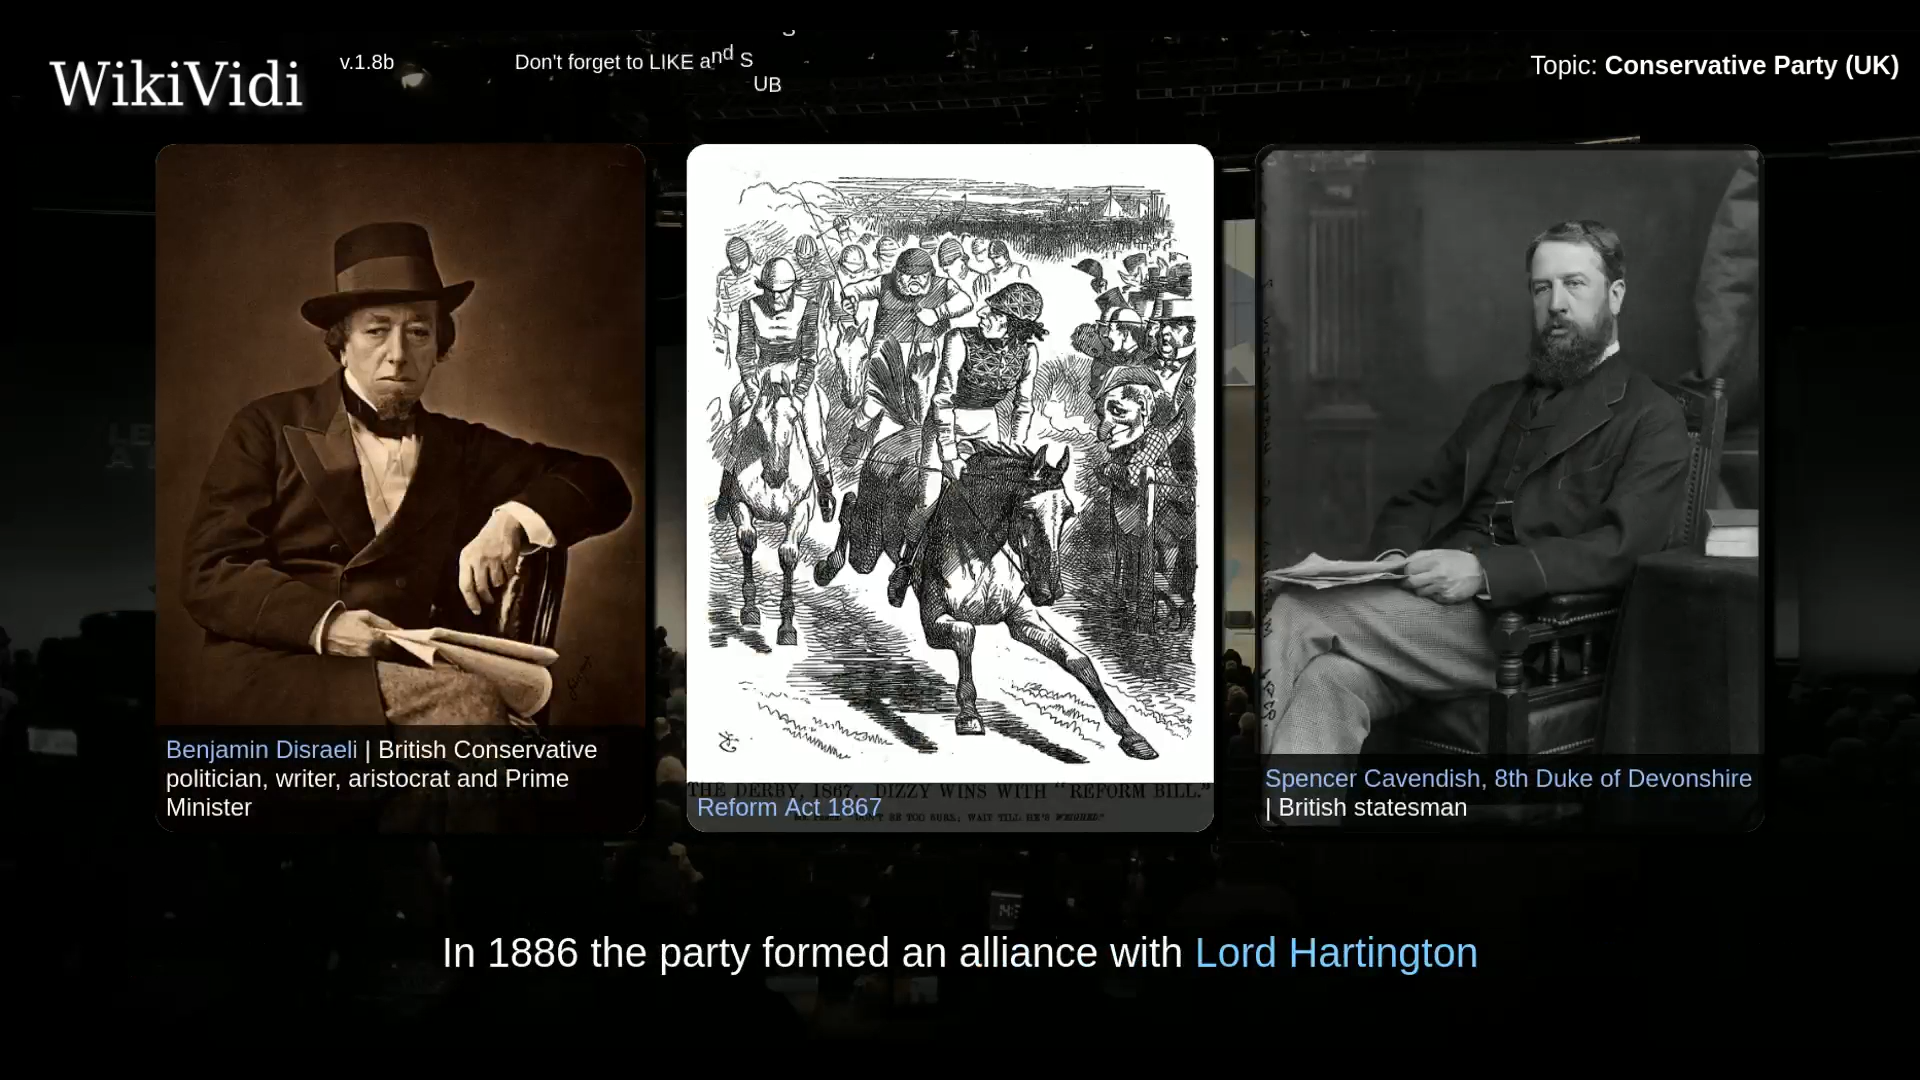 WikiVidi
v.1.8b
Don't forget to LIKE and S
UB
Topic: Conservative Party (UK)
Benjamin Disraeli | British Conservative
politician, writer, aristocrat and Prime
Minister
THE DERBY, 1867. DIZZY WINS WITH "REFORM BILL."
Reform Act 1867
Spencer Cavendish, 8th Duke of Devonshire
| British statesman
In 1886 the party formed an alliance with Lord Hartington